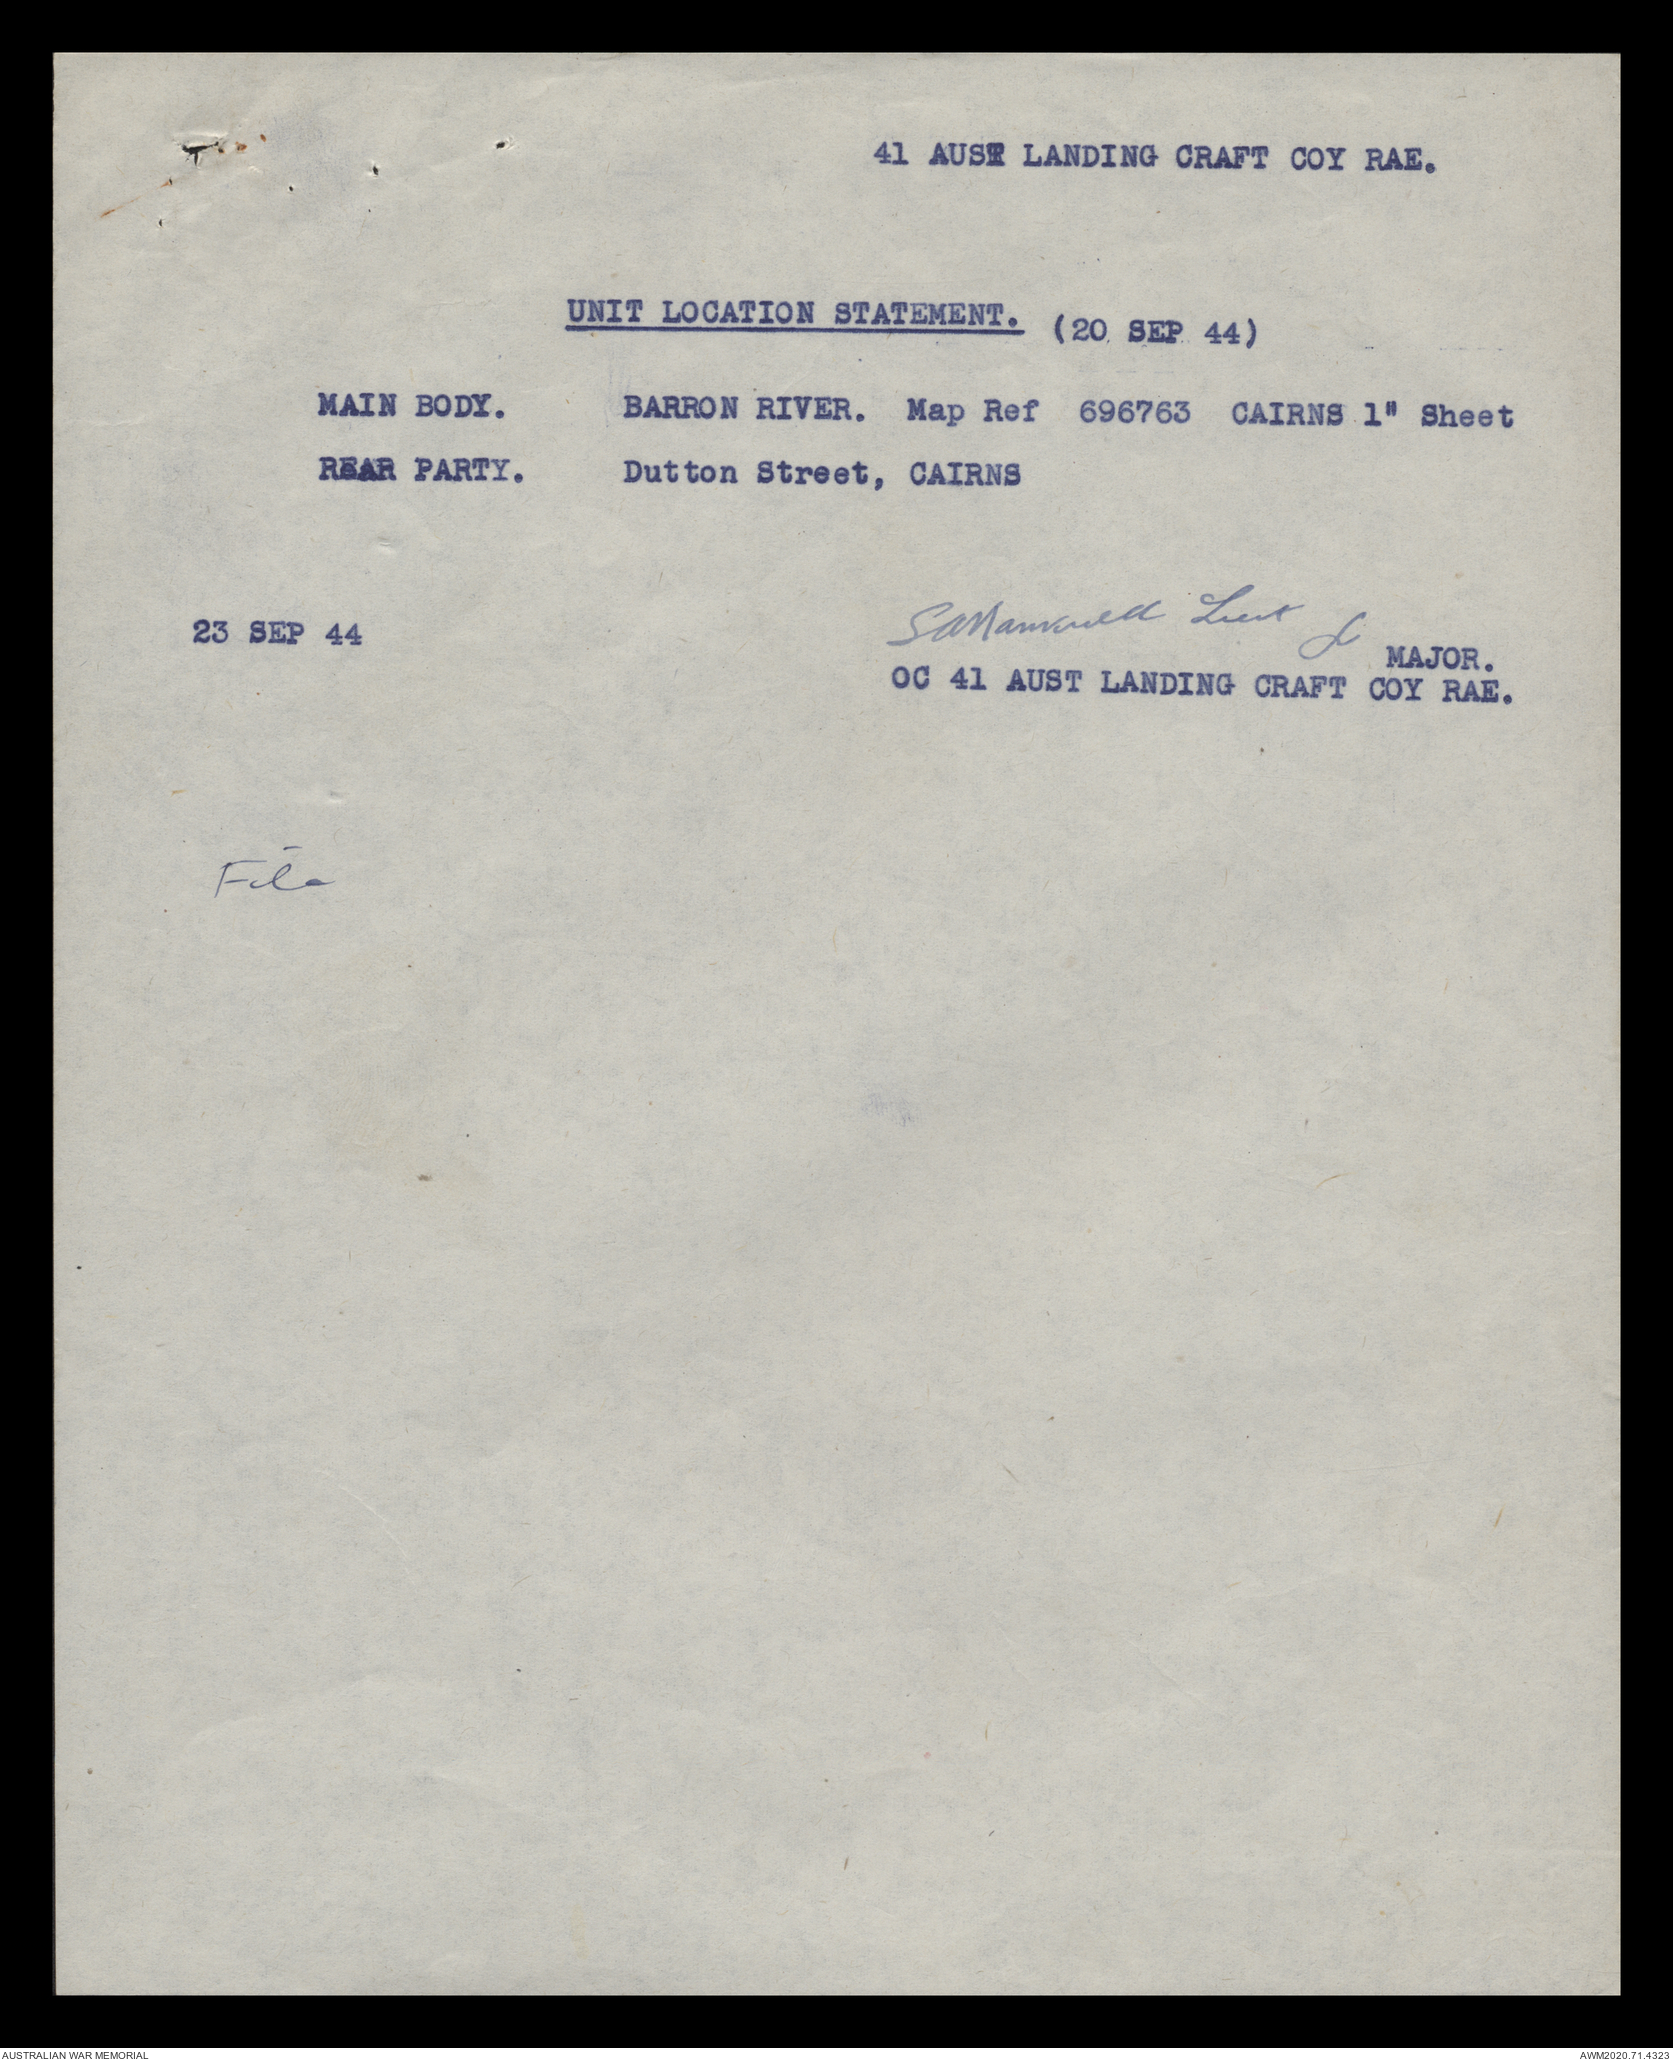 41 AUST LANDING CRAFT COY RAE.
UNIT LOCATION STATEMENT. (20 SEP 44)
MAIN BODY. BARRON RIVER. Map Ref 696763 CAIRNS 1" Sheet
REAR PARTY. Dutton Street, CAIRNS
23 SEP 44
Lieut
MAJOR.
OC 41 AUST LANDING CRAFT COY RAE.
File
AUSTRALIAN WAR MEMORIAL
AWM2020.71.4323